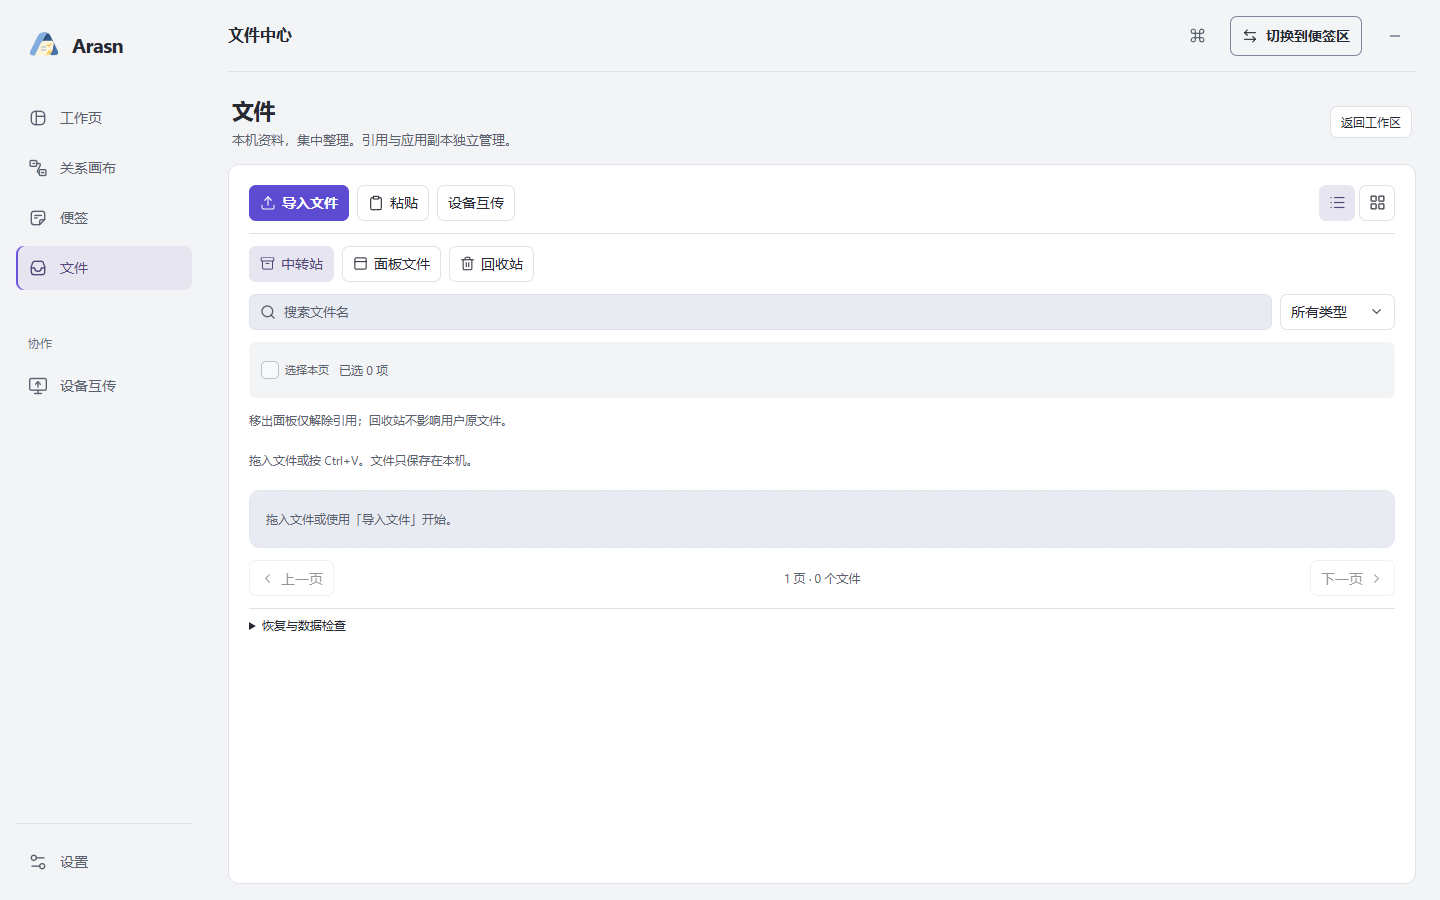 Arasn
工作页
关系画布
便签
文件
协作
设备互传
设置
文件中心
切换到便签区
文件
本机资料，集中整理。引用与应用副本独立管理。
返回工作区
导入文件
粘贴
设备互传
中转站
面板文件
回收站
搜索文件名
所有类型
选择本页 已选 0 项
移出面板仅解除引用；回收站不影响用户原文件。
拖入文件或按 Ctrl+V。文件只保存在本机。
拖入文件或使用「导入文件」开始。
上一页
1 页 · 0 个文件
下一页
恢复与数据检查